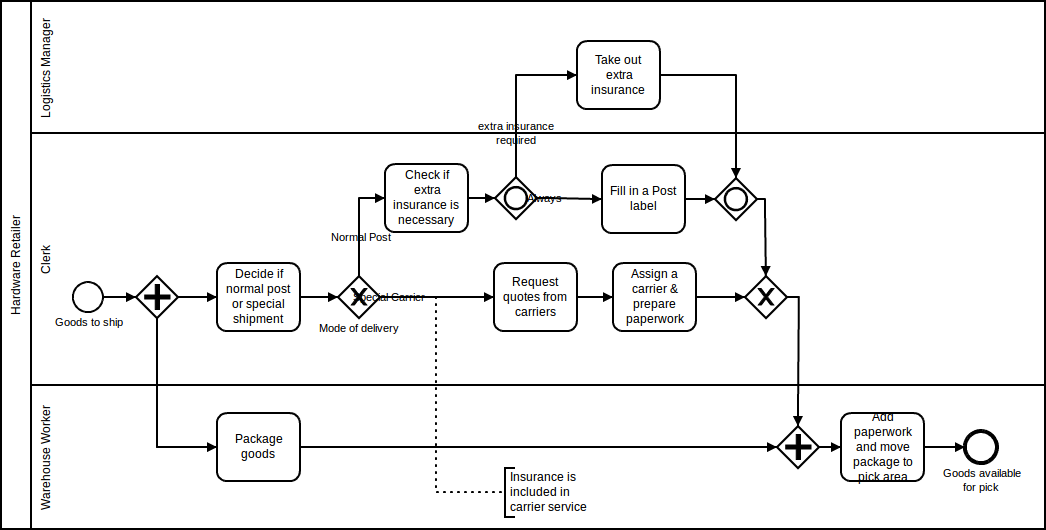 Hardware Retailer
Logistics Manager
Take out
extra
insurance
extra insurance
required
Clerk
Check if
extra
insurance is
necessary
Always
Fill in a Post
label
Normal Post
Goods to ship
Decide if
normal post
or special
shipment
Special Carrier
Mode of delivery
Request
quotes from
carriers
Assign a
carrier &
prepare
paperwork
Warehouse Worker
Package
goods
Insurance is
included in
carrier service
Add
paperwork
and move
package to
pick area
Goods available
for pick